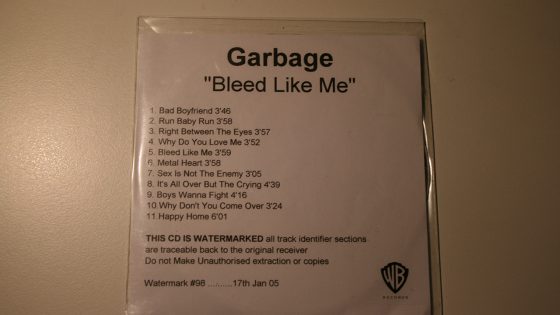 Garbage
"Bleed Like Me"
1. Bad Boyfriend 3'46
2. Run Baby Run 3'58
3. Right Between The Eyes 3'57
4. Why Do You Love Me 3'52
5. Bleed Like Me 3'59
6. Metal Heart 3'58
7. Sex Is Not The Enemy 3'05
8. It's All Over But The Crying 4'39
9. Boys Wanna Fight 4'16
10. Why Don't You Come Over 3'24
11. Happy Home 6'01
THIS CD IS WATERMARKED all track identifier sections
are traceable back to the original receiver
Do not Make Unauthorised extraction or copies
Watermark #98 .........17th Jan 05
WB
RECORDS